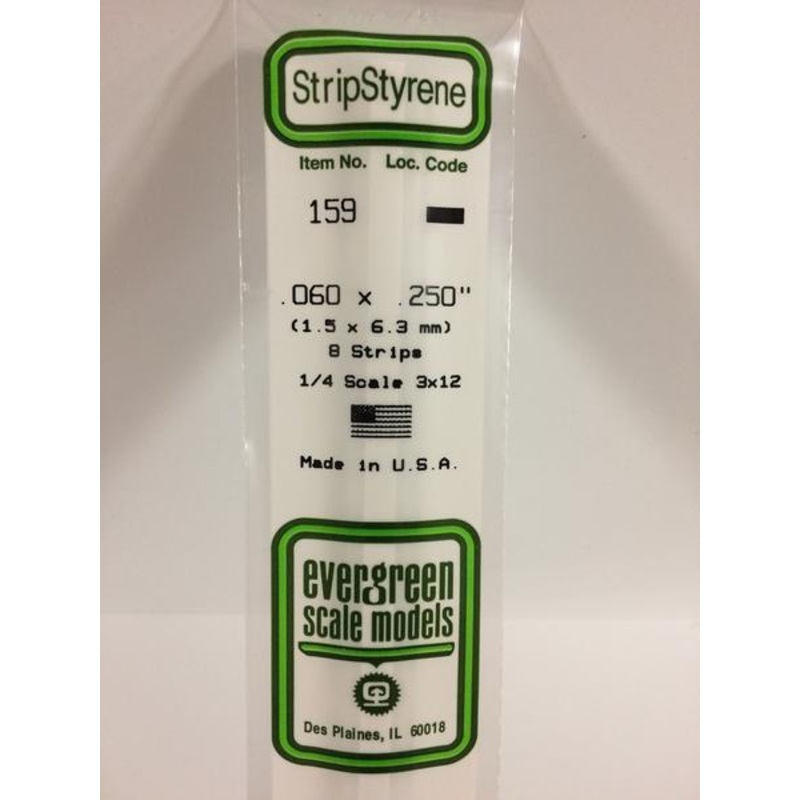 StripStyrene
Item No. Loc. Code
159
.060 x .250"
(1.5 x 6.3 mm)
8 Strips
1/4 Scale 3x12
Made in U.S.A.
evergreen
scale models
Des Plaines, IL 60018